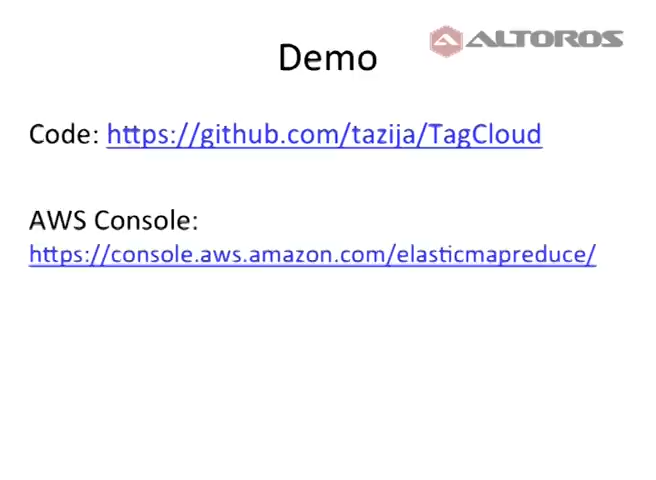 ALTOROS
Demo
Code: https://github.com/tazija/TagCloud
AWS Console:
https://console.aws.amazon.com/elasticmapreduce/